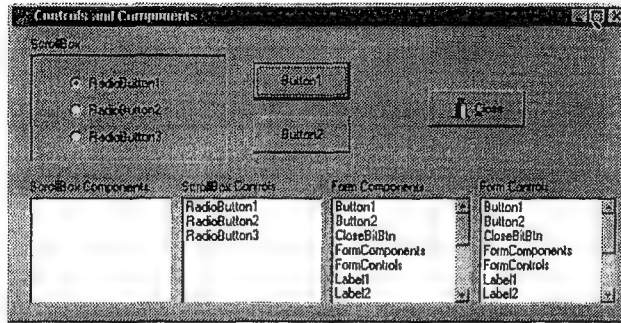 Controls and Components
ScrollBox
RadioButton1
RadioButton2
RadioButton3
Button1
Button2
Close
ScrollBox Components
ScrollBox Controls
RadioButton1
RadioButton2
RadioButton3
Form Components
Button1
Button2
CloseBitBtn
FormComponents
FormControls
Label1
Label2
Form Controls
Button1
Button2
CloseBitBtn
FormComponents
FormControls
Label1
Label2